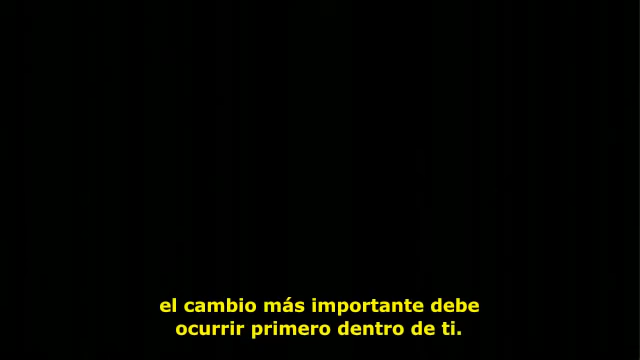 el cambio más importante debe
ocurrir primero dentro de ti.